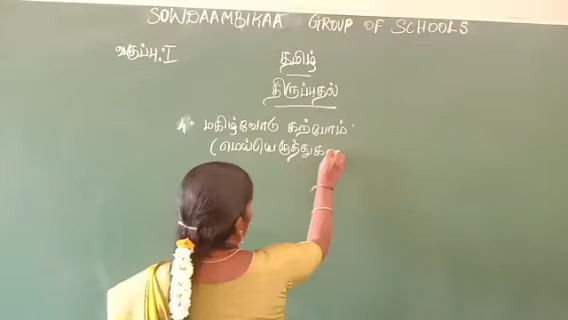 SOWDAAMBIKAA GROUP OF SCHOOLS
வகுப்பு: I
தமிழ்
திருப்புதல்
4. மகிழ்வோடு கற்போம்.
(மெய்யெழுத்துக